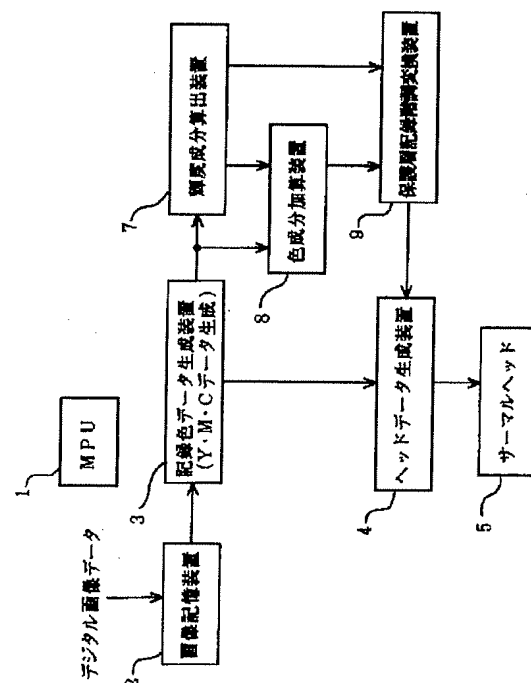 1
MPU
デジタル画像データ
2
画像記憶装置
3
記録色データ生成装置
(Y・M・Cデータ生成)
7
輝度成分算出装置
8
色成分加算装置
9
保護層記録階調変換装置
4
ヘッドデータ生成装置
5
サーマルヘッド